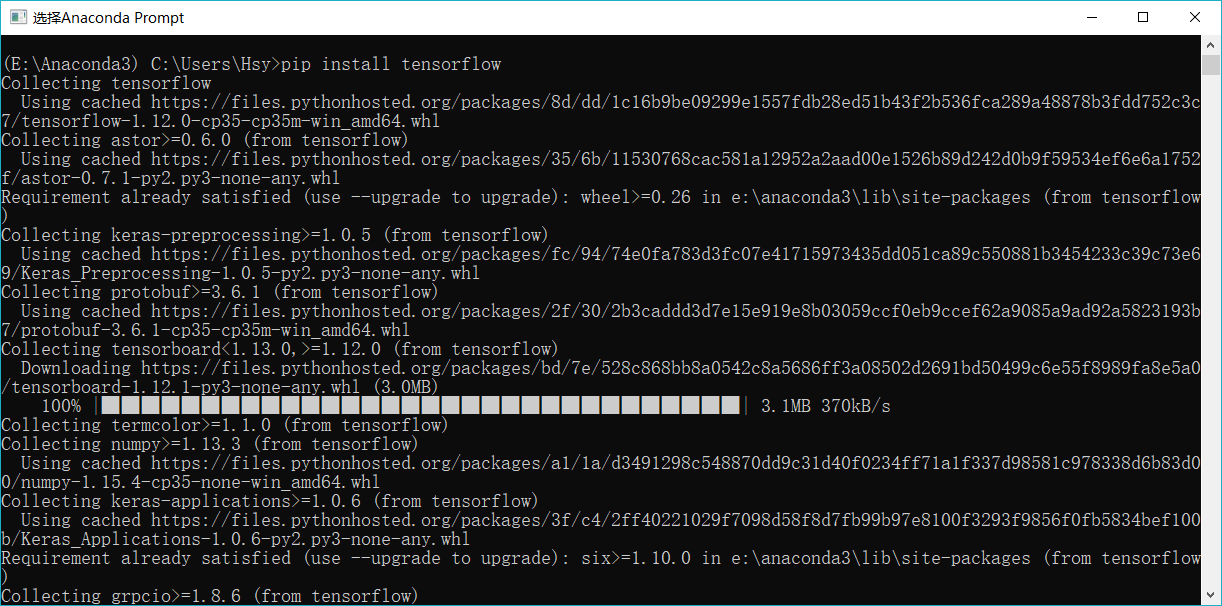 选择Anaconda Prompt
(E:\Anaconda3) C:\Users\Hsy>pip install tensorflow
Collecting tensorflow
  Using cached https://files.pythonhosted.org/packages/8d/dd/1c16b9be09299e1557fdb28ed51b43f2b536fca289a48878b3fdd752c3c
7/tensorflow-1.12.0-cp35-cp35m-win_amd64.whl
Collecting astor>=0.6.0 (from tensorflow)
  Using cached https://files.pythonhosted.org/packages/35/6b/11530768cac581a12952a2aad00e1526b89d242d0b9f59534ef6e6a1752
f/astor-0.7.1-py2.py3-none-any.whl
Requirement already satisfied (use --upgrade to upgrade): wheel>=0.26 in e:\anaconda3\lib\site-packages (from tensorflow
)
Collecting keras-preprocessing>=1.0.5 (from tensorflow)
  Using cached https://files.pythonhosted.org/packages/fc/94/74e0fa783d3fc07e41715973435dd051ca89c550881b3454233c39c73e6
9/Keras_Preprocessing-1.0.5-py2.py3-none-any.whl
Collecting protobuf>=3.6.1 (from tensorflow)
  Using cached https://files.pythonhosted.org/packages/2f/30/2b3caddd3d7e15e919e8b03059ccf0eb9ccef62a9085a9ad92a5823193b
7/protobuf-3.6.1-cp35-cp35m-win_amd64.whl
Collecting tensorboard<1.13.0,>=1.12.0 (from tensorflow)
  Downloading https://files.pythonhosted.org/packages/bd/7e/528c868bb8a0542c8a5686ff3a08502d2691bd50499c6e55f8989fa8e5a0
/tensorboard-1.12.1-py3-none-any.whl (3.0MB)
    100% |████████████████████████████████| 3.1MB 370kB/s
Collecting termcolor>=1.1.0 (from tensorflow)
Collecting numpy>=1.13.3 (from tensorflow)
  Using cached https://files.pythonhosted.org/packages/a1/1a/d3491298c548870dd9c31d40f0234ff71a1f337d98581c978338d6b83d0
0/numpy-1.15.4-cp35-none-win_amd64.whl
Collecting keras-applications>=1.0.6 (from tensorflow)
  Using cached https://files.pythonhosted.org/packages/3f/c4/2ff40221029f7098d58f8d7fb99b97e8100f3293f9856f0fb5834bef100
b/Keras_Applications-1.0.6-py2.py3-none-any.whl
Requirement already satisfied (use --upgrade to upgrade): six>=1.10.0 in e:\anaconda3\lib\site-packages (from tensorflow
)
Collecting grpcio>=1.8.6 (from tensorflow)